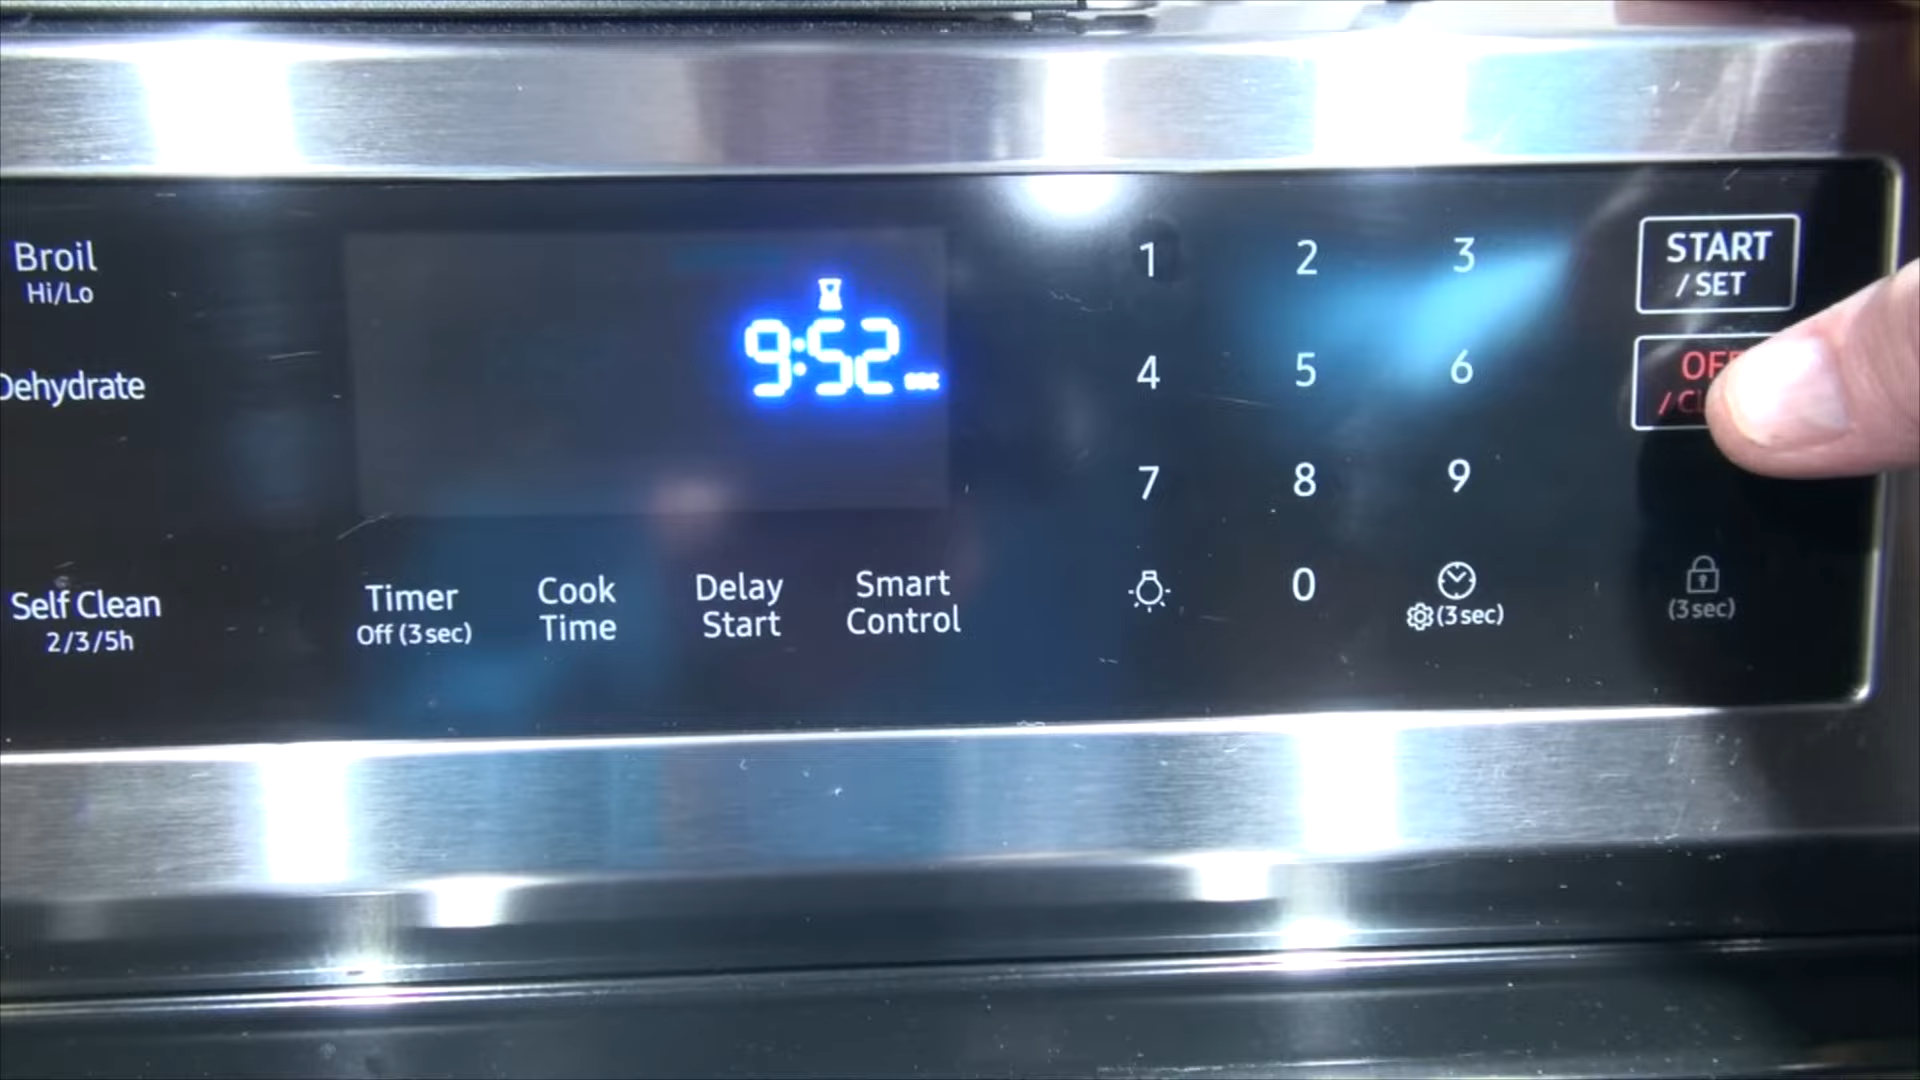 Broil
Hi/Lo
Dehydrate
Self Clean
2/3/5h
9:52 sec
Timer
Off (3 sec)
Cook
Time
Delay
Start
Smart
Control
1 2 3
4 5 6
7 8 9
0
(3 sec)
START
/ SET
(3 sec)